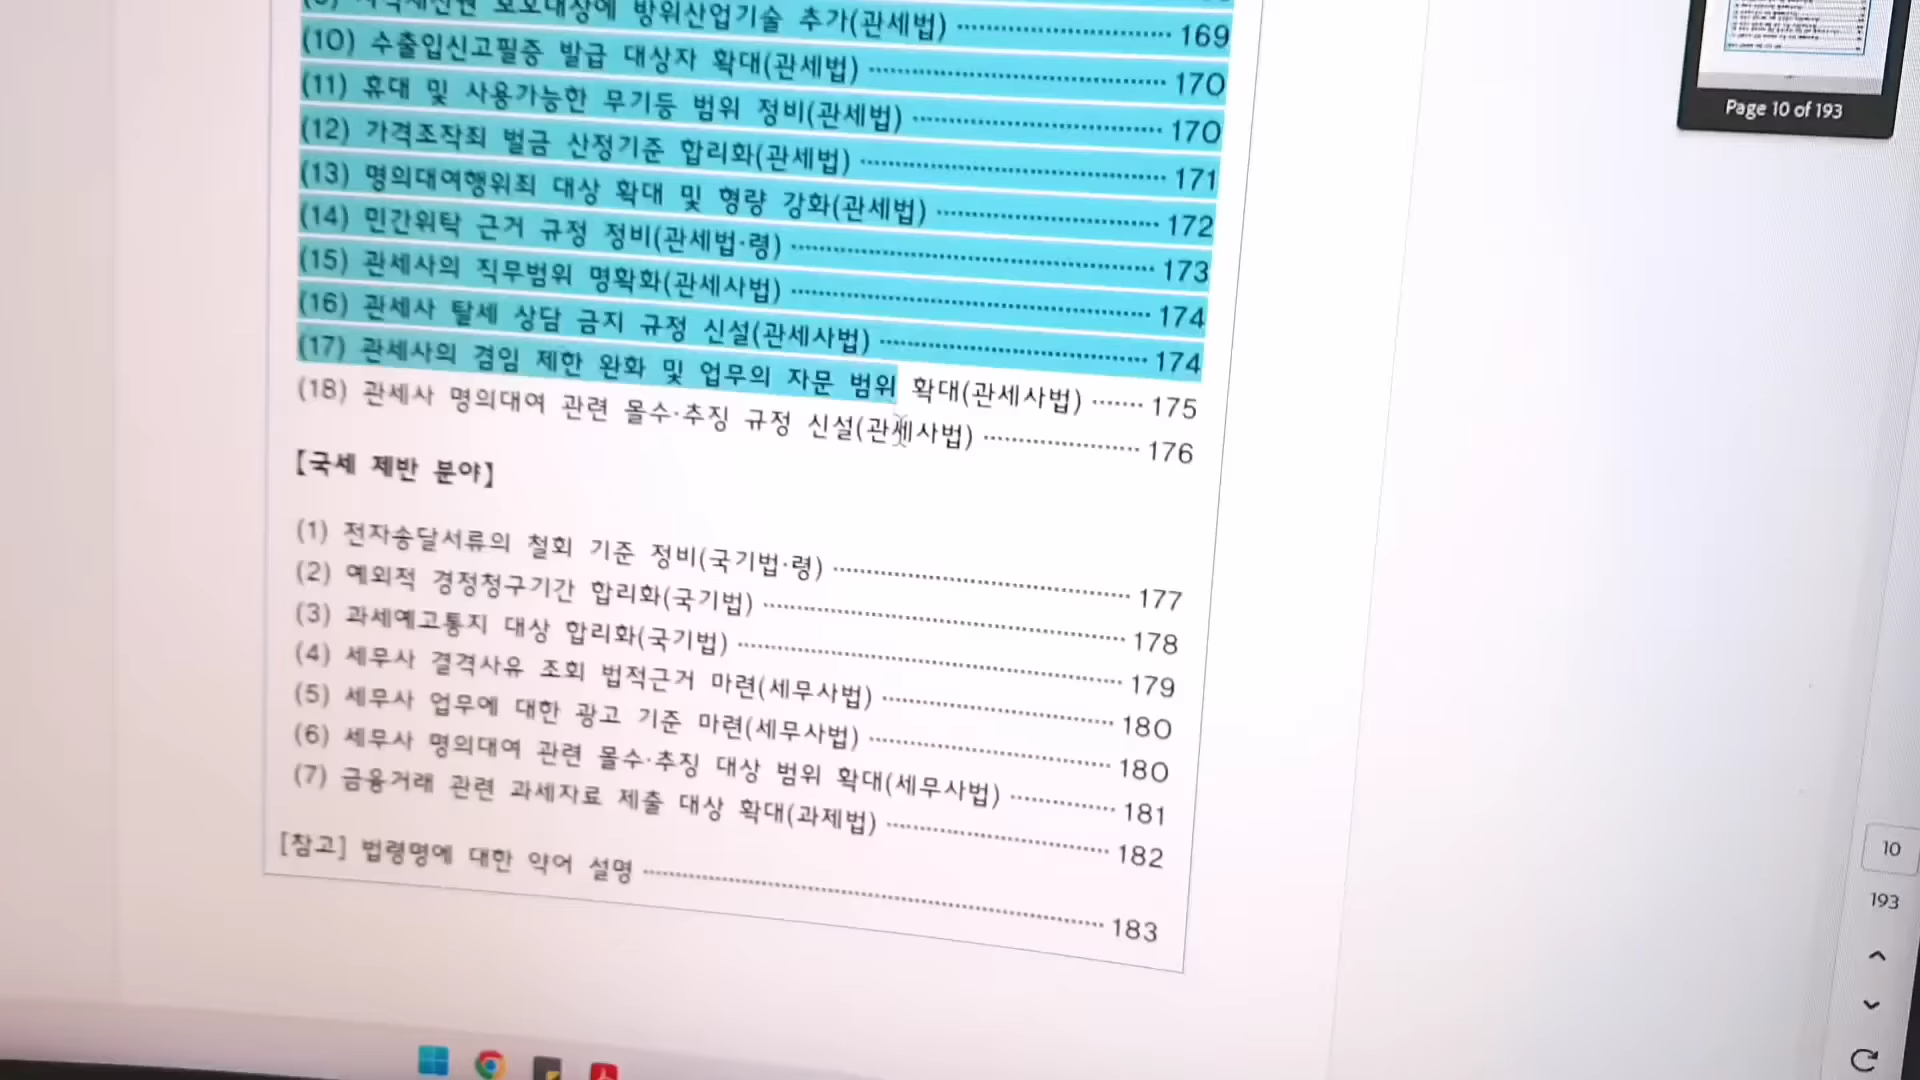 보호대상에 방위산업기술 추가(관세법) 169
(10) 수출입신고필증 발급 대상자 확대(관세법) 170
(11) 휴대 및 사용가능한 무기등 범위 정비(관세법) 170
(12) 가격조작죄 벌금 산정기준 합리화(관세법) 171
(13) 명의대여행위죄 대상 확대 및 형량 강화(관세법) 172
(14) 민간위탁 근거 규정 정비(관세법·령) 173
(15) 관세사의 직무범위 명확화(관세사법) 174
(16) 관세사 탈세 상담 금지 규정 신설(관세사법) 174
(17) 관세사의 겸임 제한 완화 및 업무의 자문 범위 확대(관세사법) 175
(18) 관세사 명의대여 관련 몰수·추징 규정 신설(관세사법) 176
【국세 제반 분야】
(1) 전자송달서류의 철회 기준 정비(국기법·령) 177
(2) 예외적 경정청구기간 합리화(국기법) 178
(3) 과세예고통지 대상 합리화(국기법) 179
(4) 세무사 결격사유 조회 법적근거 마련(세무사법) 180
(5) 세무사 업무에 대한 광고 기준 마련(세무사법) 180
(6) 세무사 명의대여 관련 몰수·추징 대상 범위 확대(세무사법) 181
(7) 금융거래 관련 과세자료 제출 대상 확대(과제법) 182
[참고] 법령명에 대한 약어 설명 183
Page 10 of 193
10
193